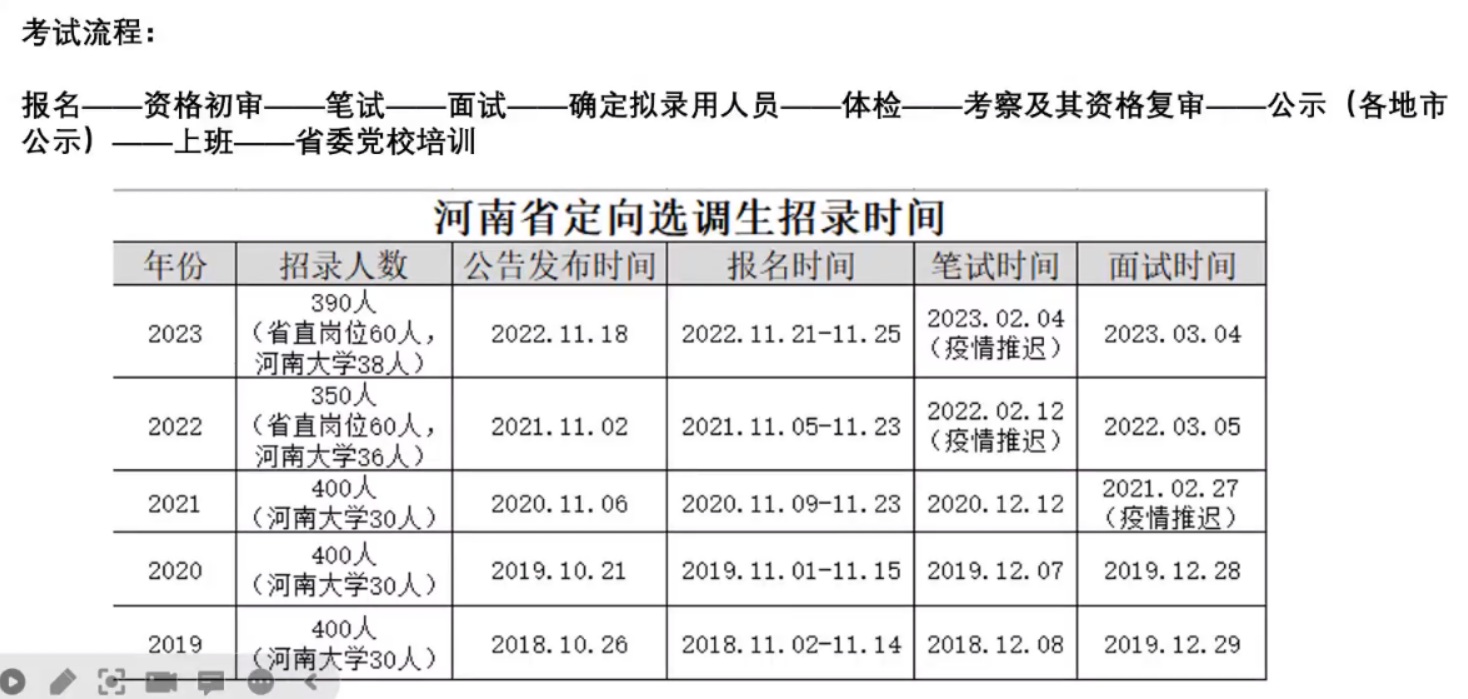 考试流程：
报名——资格初审——笔试——面试——确定拟录用人员——体检——考察及其资格复审——公示（各地市
公示）——上班——省委党校培训
河南省定向选调生招录时间
年份 招录人数 公告发布时间 报名时间 笔试时间 面试时间
2023 390人 2022.11.18 2022.11.21-11.25 2023.02.04 2023.03.04
（省直岗位60人， （疫情推迟）
河南大学38人）
2022 350人 2021.11.02 2021.11.05-11.23 2022.02.12 2022.03.05
（省直岗位60人， （疫情推迟）
河南大学36人）
2021 400人 2020.11.06 2020.11.09-11.23 2020.12.12 2021.02.27
（河南大学30人） （疫情推迟）
2020 400人 2019.10.21 2019.11.01-11.15 2019.12.07 2019.12.28
（河南大学30人）
2019 400人 2018.10.26 2018.11.02-11.14 2018.12.08 2019.12.29
（河南大学30人）